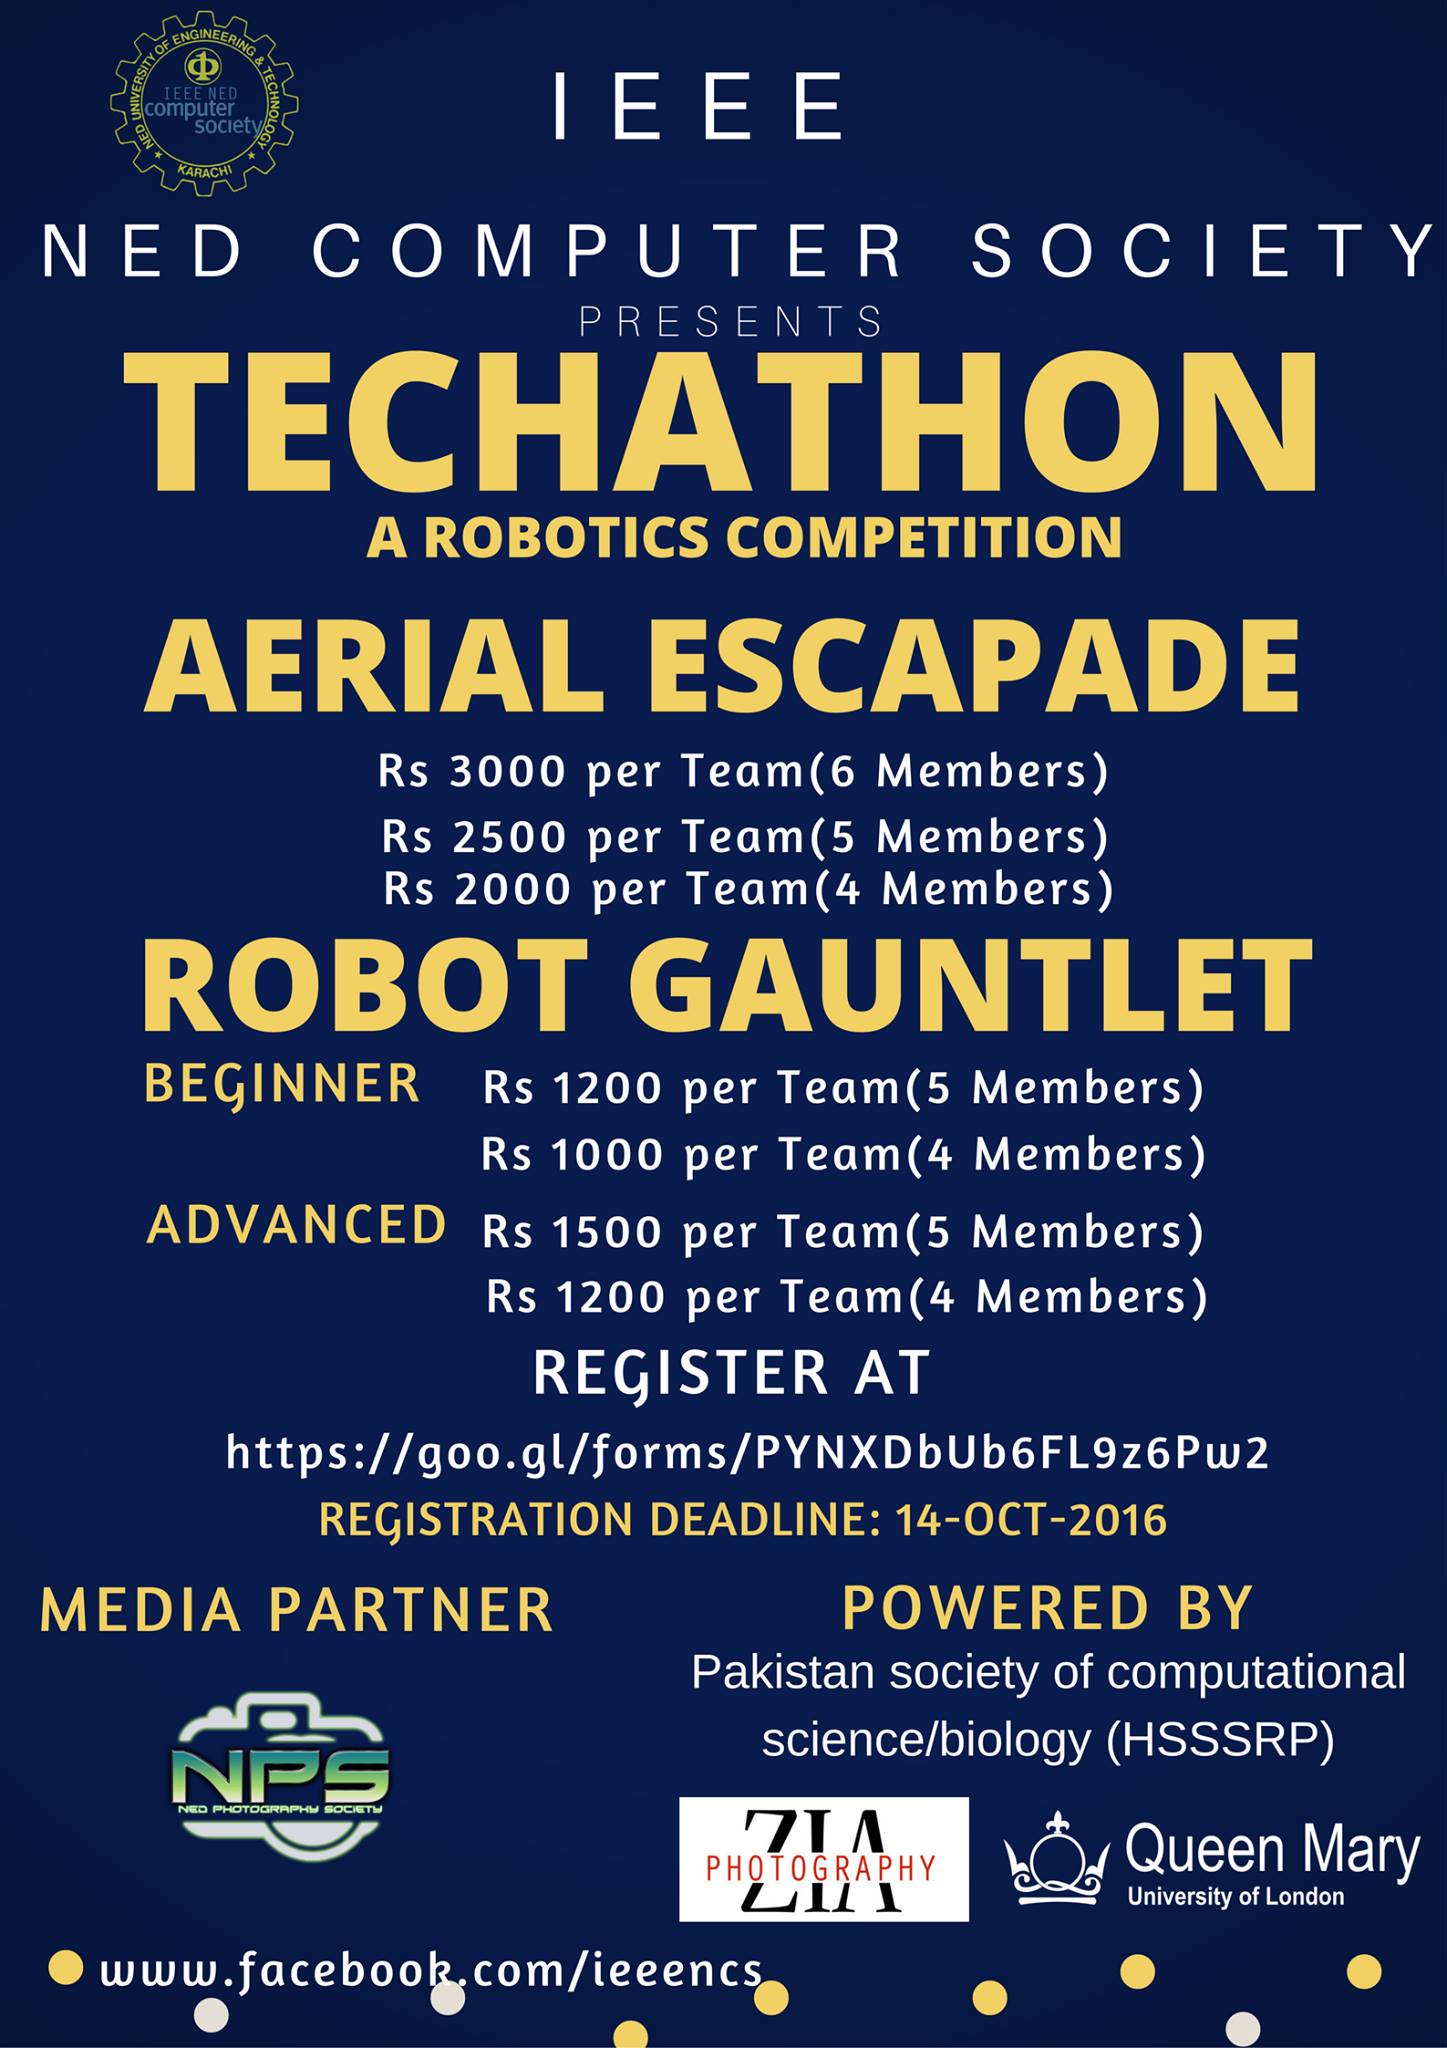 NED UNIVERSITY OF ENGINEERING & TECHNOLOGY
IEEE NED
computer
society
KARACHI
IEEE
NED COMPUTER SOCIETY
PRESENTS
TECHATHON
A ROBOTICS COMPETITION
AERIAL ESCAPADE
Rs 3000 per Team(6 Members)
Rs 2500 per Team(5 Members)
Rs 2000 per Team(4 Members)
ROBOT GAUNTLET
BEGINNER Rs 1200 per Team(5 Members)
Rs 1000 per Team(4 Members)
ADVANCED Rs 1500 per Team(5 Members)
Rs 1200 per Team(4 Members)
REGISTER AT
https://goo.gl/forms/PYNXDbUb6FL9z6Pw2
REGISTRATION DEADLINE: 14-OCT-2016
MEDIA PARTNER
NPS
NED PHOTOGRAPHY SOCIETY
POWERED BY
Pakistan society of computational
science/biology (HSSSRP)
ZIA
PHOTOGRAPHY
Queen Mary
University of London
www.facebook.com/ieeencs